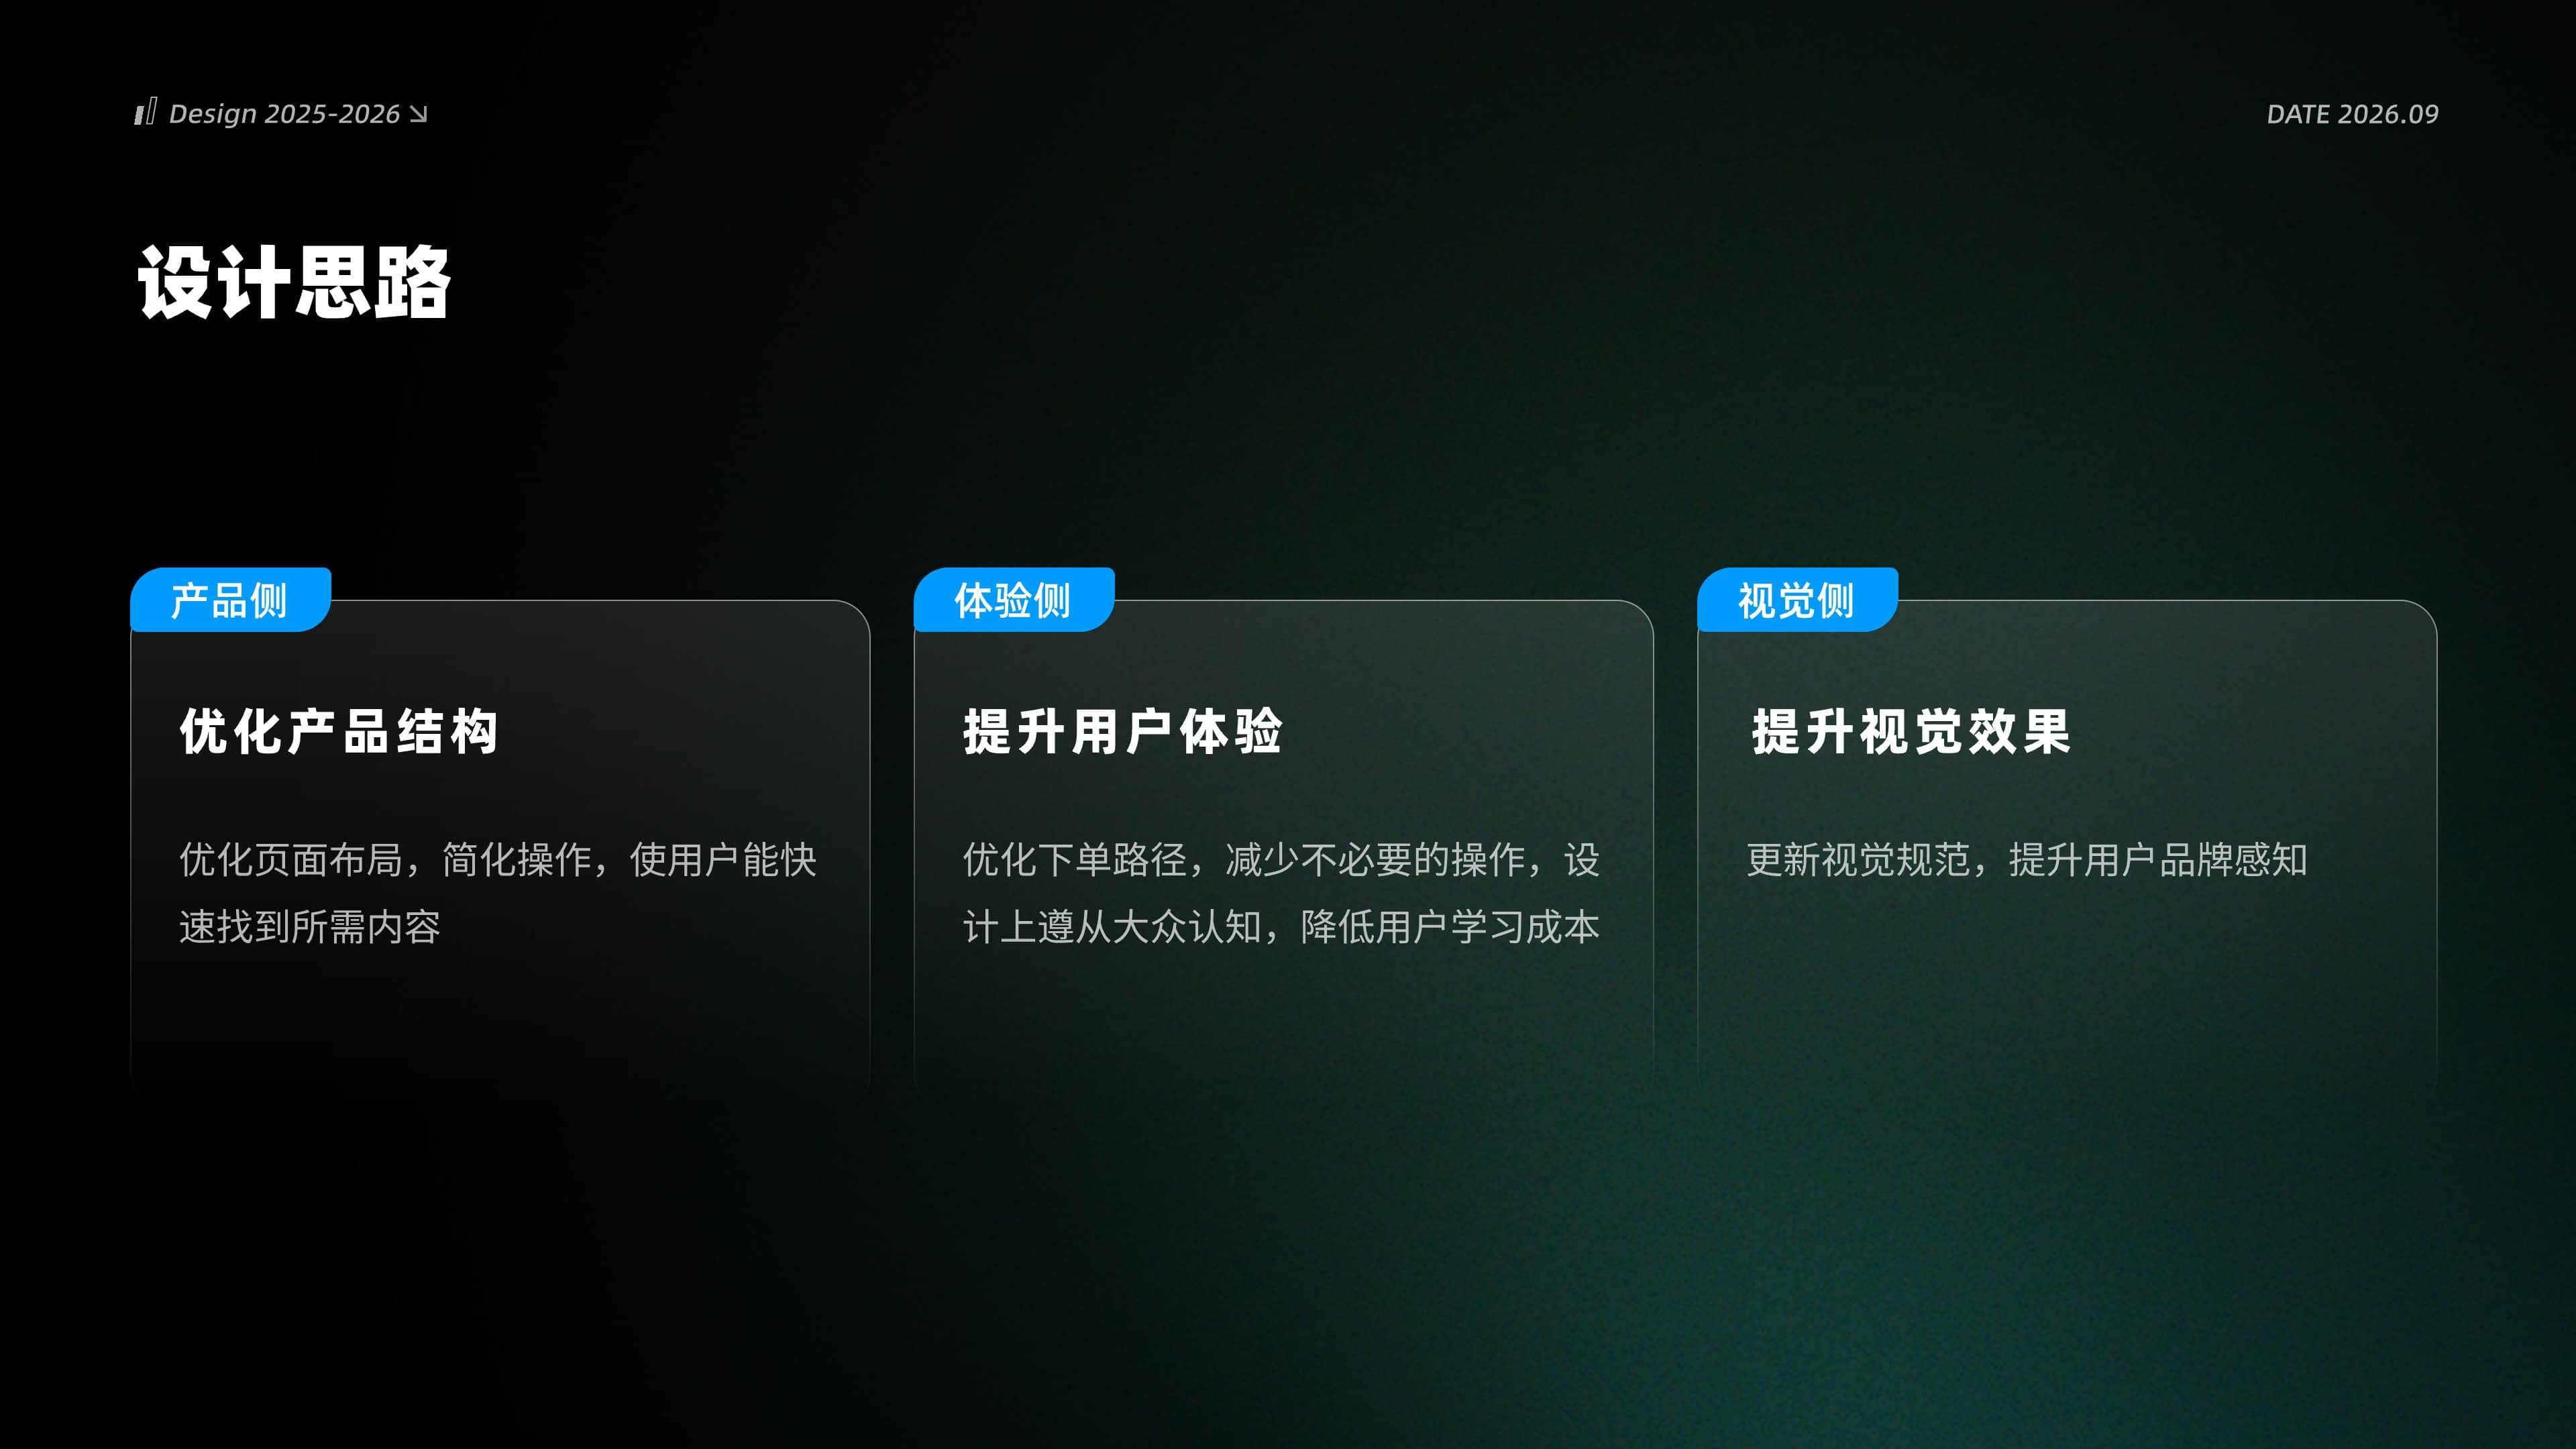 Design 2025-2026
DATE 2026.09
设计思路
产品侧
优化产品结构
优化页面布局，简化操作，使用户能快
速找到所需内容
体验侧
提升用户体验
优化下单路径，减少不必要的操作，设
计上遵从大众认知，降低用户学习成本
视觉侧
提升视觉效果
更新视觉规范，提升用户品牌感知